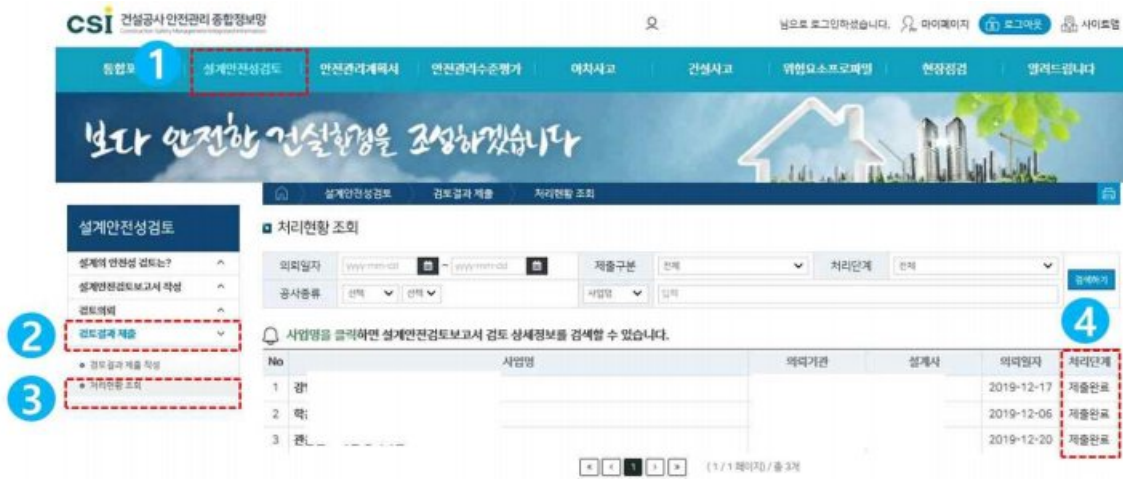 CSI 건설공사 안전관리 종합정보망
Construction Safety Management Integrated Information
님으로 로그인하셨습니다. 마이페이지 로그아웃 사이트맵
1
통합포 설계안전성검토 안전관리계획서 안전관리수준평가 아차사고 건설사고 위험요소프로파일 현장점검 알려드립니다
보다 안전한 건설환경을 조성하겠습니다
설계안전성검토 검토결과 제출 처리현황 조회
설계안전성검토
처리현황 조회
설계의 안전성 검토는?
의뢰일자 yyyy-mm-dd ~ yyyy-mm-dd 제출구분 전체 처리단계 전체
설계안전검토보고서 작성
공사종류 선택 선택 사업명 입력
검색하기
검토의뢰
2
검토결과 제출
사업명을 클릭하면 설계안전검토보고서 검토 상세정보를 검색할 수 있습니다.
4
검토결과 제출 작성
No 사업명 의뢰기관 설계사 의뢰일자 처리단계
3
처리현황 조회
1 2019-12-17 제출완료
2 2019-12-06 제출완료
3 2019-12-20 제출완료
« < 1 > » (1/1 페이지) / 총 3개